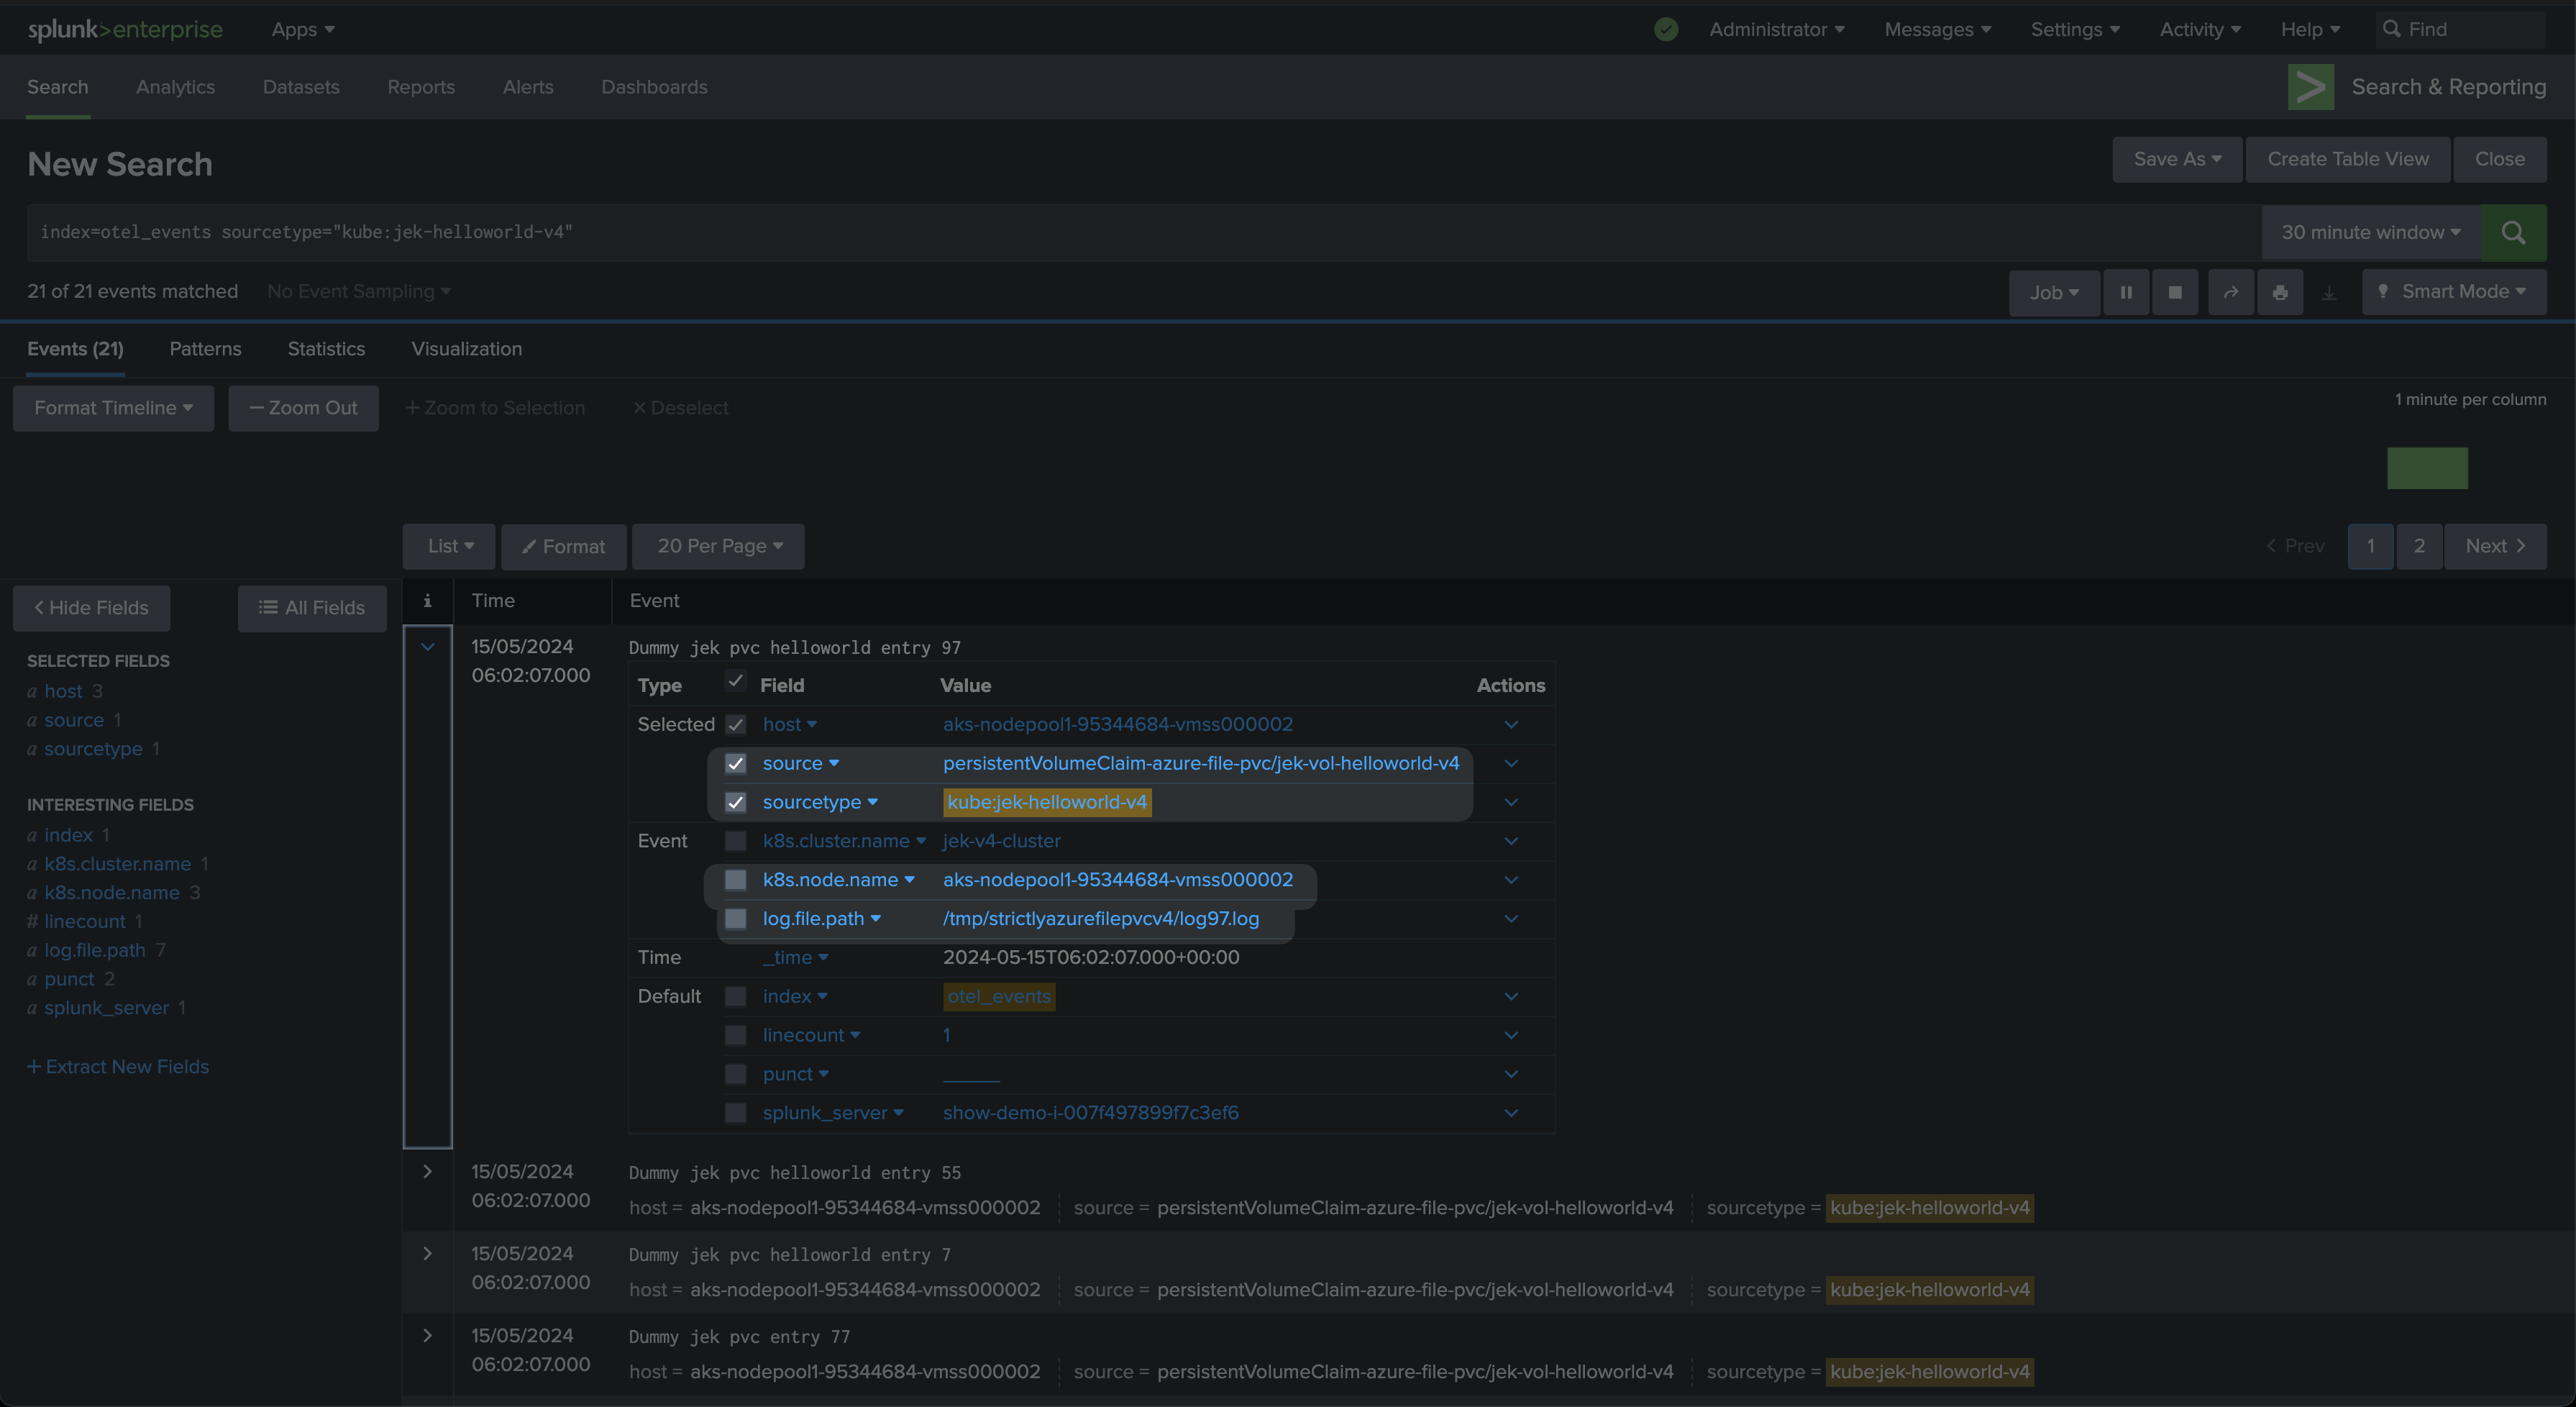 splunk>enterprise Apps Administrator Messages Settings Activity Help Find
Search Analytics Datasets Reports Alerts Dashboards Search & Reporting
New Search Save As Create Table View Close
index=otel_events sourcetype="kube:jek-helloworld-v4" 30 minute window
21 of 21 events matched No Event Sampling Job Smart Mode
Events (21) Patterns Statistics Visualization
Format Timeline — Zoom Out + Zoom to Selection × Deselect 1 minute per column
List Format 20 Per Page < Prev 1 2 Next >
< Hide Fields All Fields i Time Event
SELECTED FIELDS
a host 3
a source 1
a sourcetype 1
INTERESTING FIELDS
a index 1
a k8s.cluster.name 1
a k8s.node.name 3
# linecount 1
a log.file.path 7
a punct 2
a splunk_server 1
+ Extract New Fields
15/05/2024 06:02:07.000
Dummy jek pvc helloworld entry 97
Type Field Value Actions
Selected host aks-nodepool1-95344684-vmss000002
source persistentVolumeClaim-azure-file-pvc/jek-vol-helloworld-v4
sourcetype kube:jek-helloworld-v4
Event k8s.cluster.name jek-v4-cluster
k8s.node.name aks-nodepool1-95344684-vmss000002
log.file.path /tmp/strictlyazurefilepvcv4/log97.log
Time _time 2024-05-15T06:02:07.000+00:00
Default index otel_events
linecount 1
punct ______
splunk_server show-demo-i-007f497899f7c3ef6
15/05/2024 06:02:07.000
Dummy jek pvc helloworld entry 55
host = aks-nodepool1-95344684-vmss000002 source = persistentVolumeClaim-azure-file-pvc/jek-vol-helloworld-v4 sourcetype = kube:jek-helloworld-v4
15/05/2024 06:02:07.000
Dummy jek pvc helloworld entry 7
host = aks-nodepool1-95344684-vmss000002 source = persistentVolumeClaim-azure-file-pvc/jek-vol-helloworld-v4 sourcetype = kube:jek-helloworld-v4
15/05/2024 06:02:07.000
Dummy jek pvc entry 77
host = aks-nodepool1-95344684-vmss000002 source = persistentVolumeClaim-azure-file-pvc/jek-vol-helloworld-v4 sourcetype = kube:jek-helloworld-v4